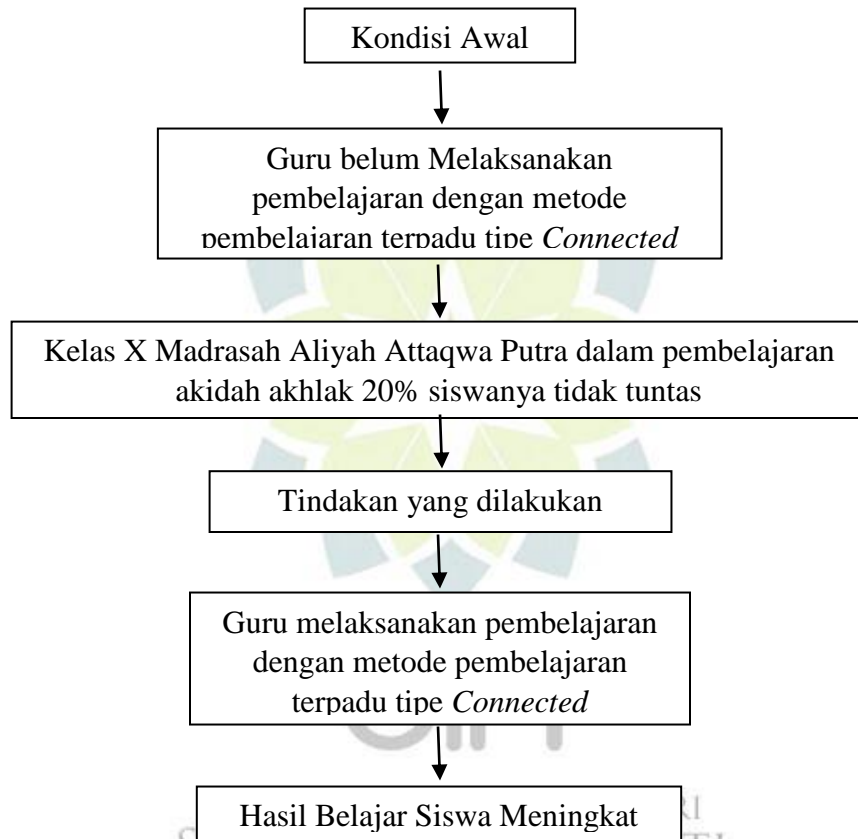 Kondisi Awal
Guru belum Melaksanakan
pembelajaran dengan metode
pembelajaran terpadu tipe Connected
Kelas X Madrasah Aliyah Attaqwa Putra dalam pembelajaran
akidah akhlak 20% siswanya tidak tuntas
Tindakan yang dilakukan
Guru melaksanakan pembelajaran
dengan metode pembelajaran
terpadu tipe Connected
Hasil Belajar Siswa Meningkat